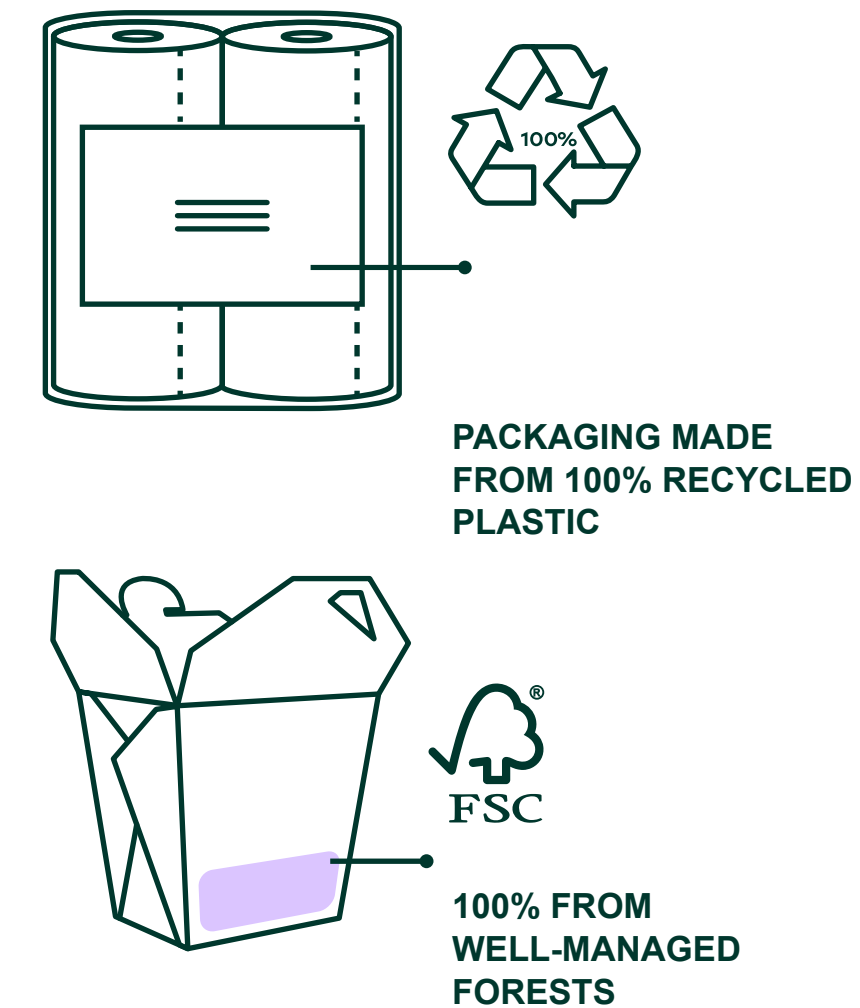 100%
PACKAGING MADE
FROM 100% RECYCLED
PLASTIC
®
FSC
100% FROM
WELL-MANAGED
FORESTS